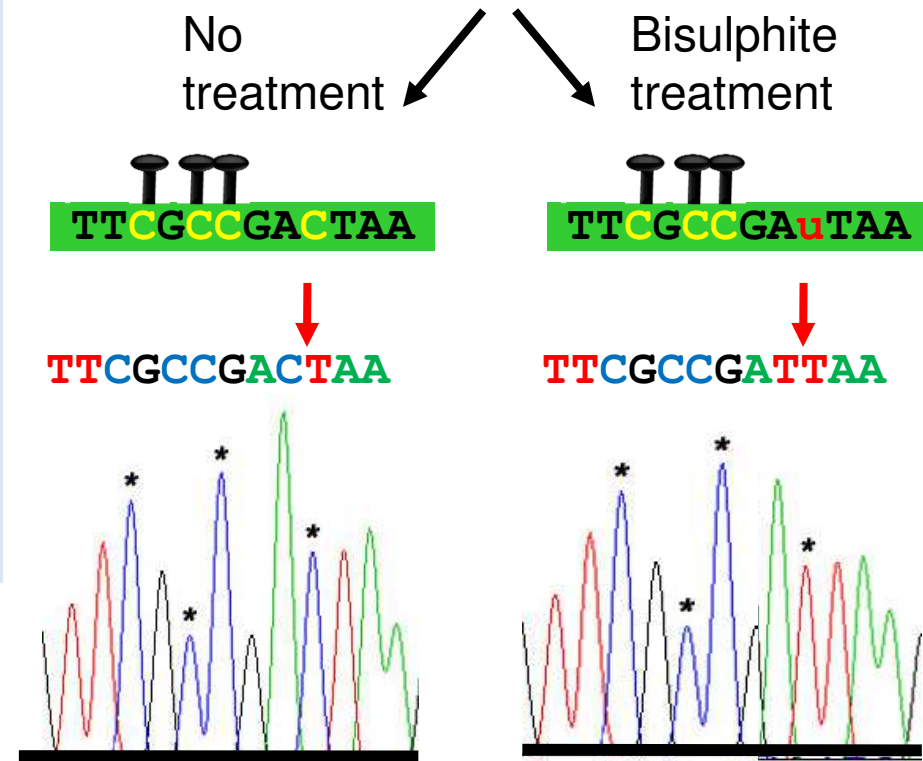 No
treatment
Bisulphite
treatment
TTCGCCGACTAA
TTCGCCGAuTAA
TTCGCCGACTAA
TTCGCCGATTAA
* * * *
* * * *